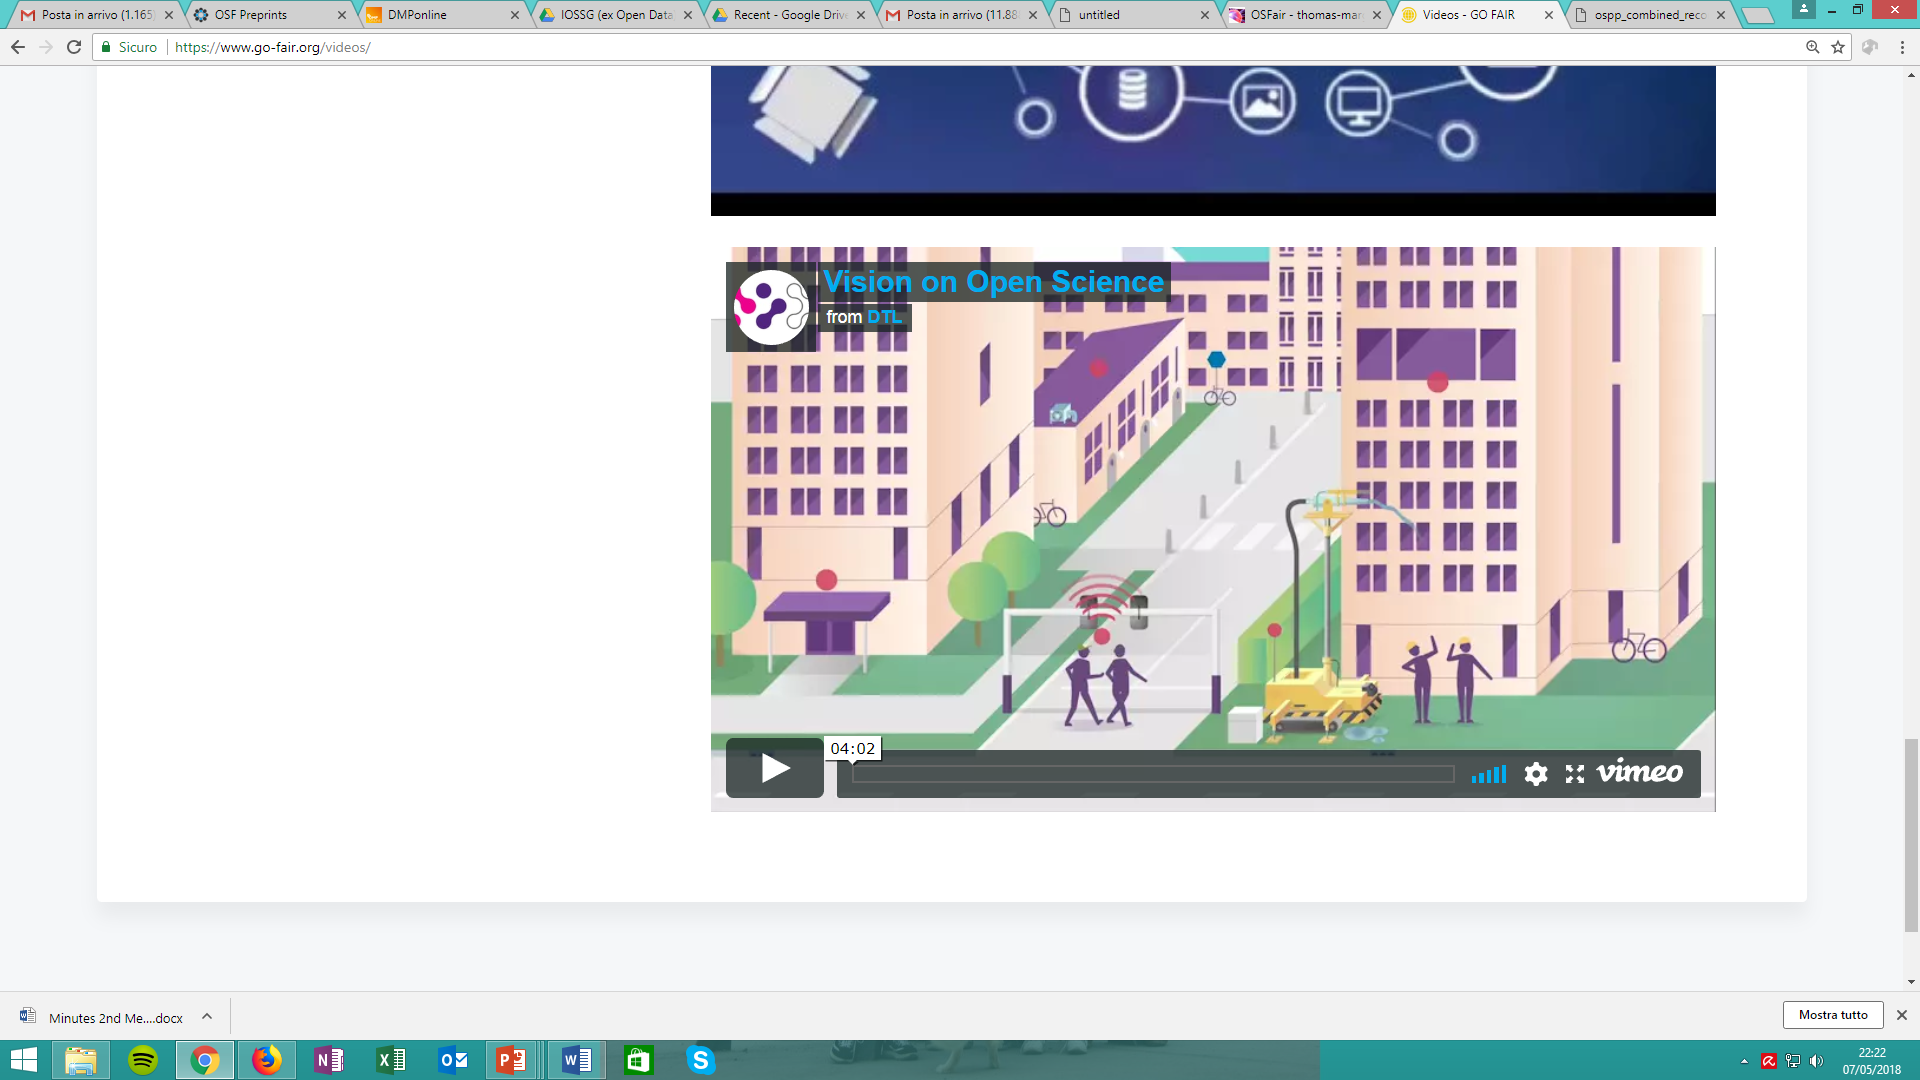 Posta in arrivo (1.165)
OSF Preprints
DMPonline
IOSSG (ex Open Data
Recent - Google Drive
Posta in arrivo (11.88
untitled
OSFair - thomas-mar
Videos - GO FAIR
ospp_combined_reco
Sicuro
https://www.go-fair.org/videos/
Vision on Open Science
from DTL
04:02
vimeo
Minutes 2nd Me....docx
Mostra tutto
22:22
07/05/2018